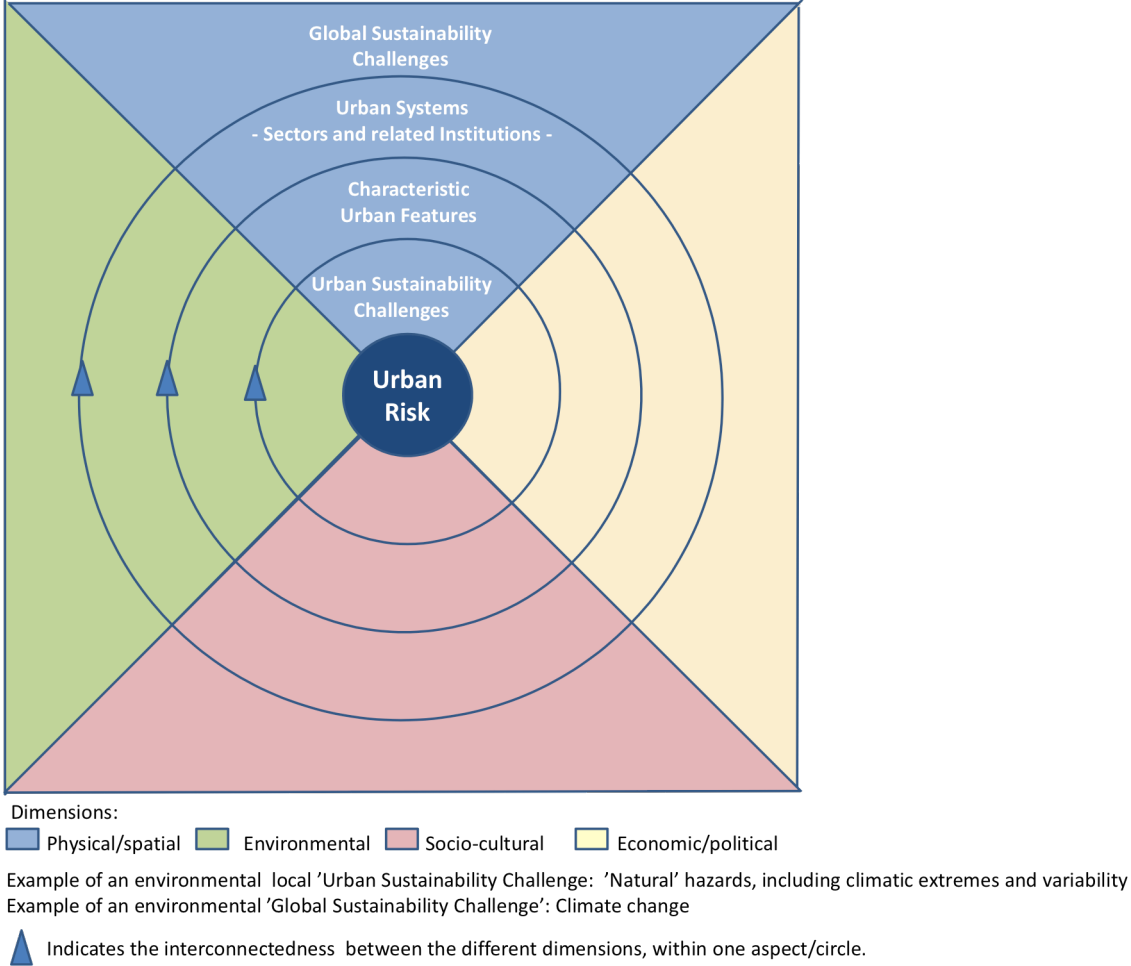 Global Sustainability
Challenges
Urban Systems
- Sectors and related Institutions -
Characteristic
Urban Features
Urban Sustainability
Challenges
Urban
Risk
Dimensions:
Physical/spatial Environmental Socio-cultural Economic/political
Example of an environmental local ’Urban Sustainability Challenge: ’Natural’ hazards, including climatic extremes and variability
Example of an environmental ’Global Sustainability Challenge’: Climate change
Indicates the interconnectedness between the different dimensions, within one aspect/circle.